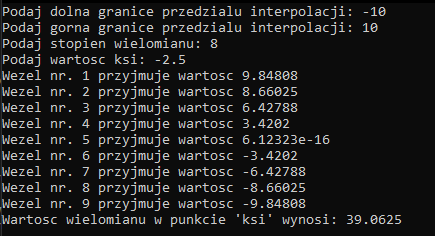 Podaj dolna granice przedzialu interpolacji: -10
Podaj gorna granice przedzialu interpolacji: 10
Podaj stopien wielomianu: 8
Podaj wartosc ksi: -2.5
Wezel nr. 1 przyjmuje wartosc 9.84808
Wezel nr. 2 przyjmuje wartosc 8.66025
Wezel nr. 3 przyjmuje wartosc 6.42788
Wezel nr. 4 przyjmuje wartosc 3.4202
Wezel nr. 5 przyjmuje wartosc 6.12323e-16
Wezel nr. 6 przyjmuje wartosc -3.4202
Wezel nr. 7 przyjmuje wartosc -6.42788
Wezel nr. 8 przyjmuje wartosc -8.66025
Wezel nr. 9 przyjmuje wartosc -9.84808
Wartosc wielomianu w punkcie 'ksi' wynosi: 39.0625